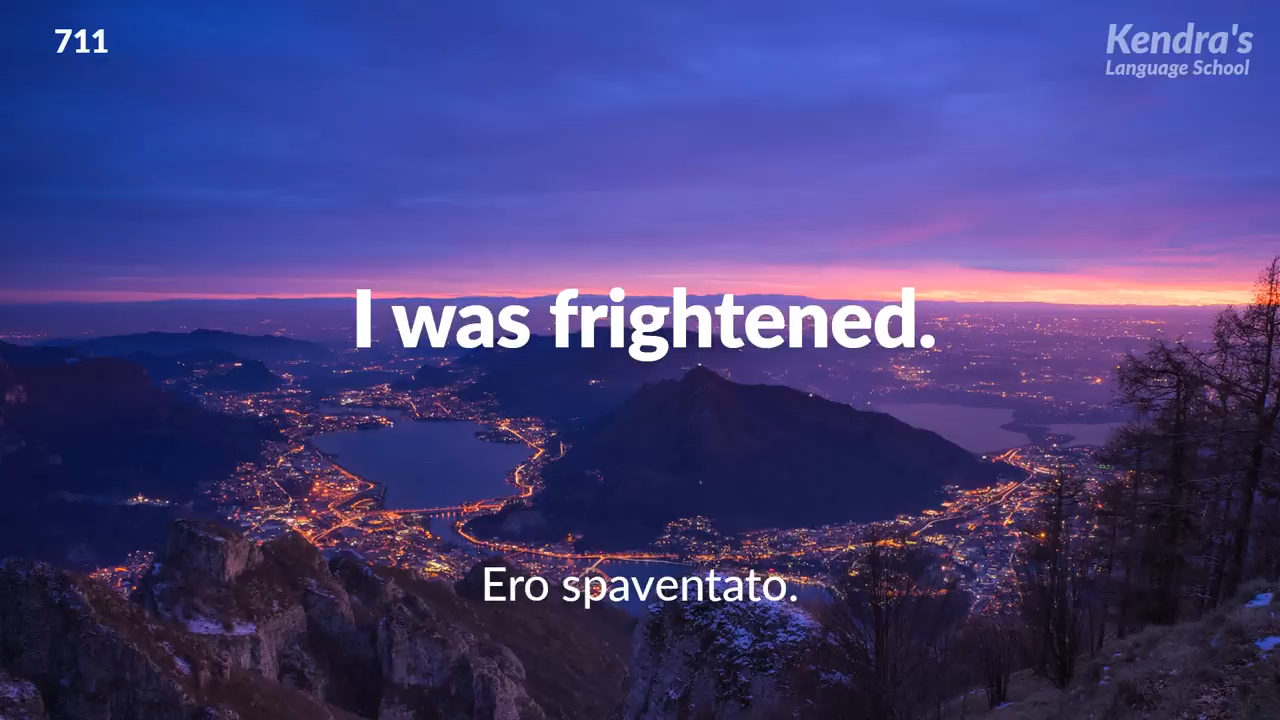 711
Kendra's
Language School
I was frightened.
Ero spaventato.